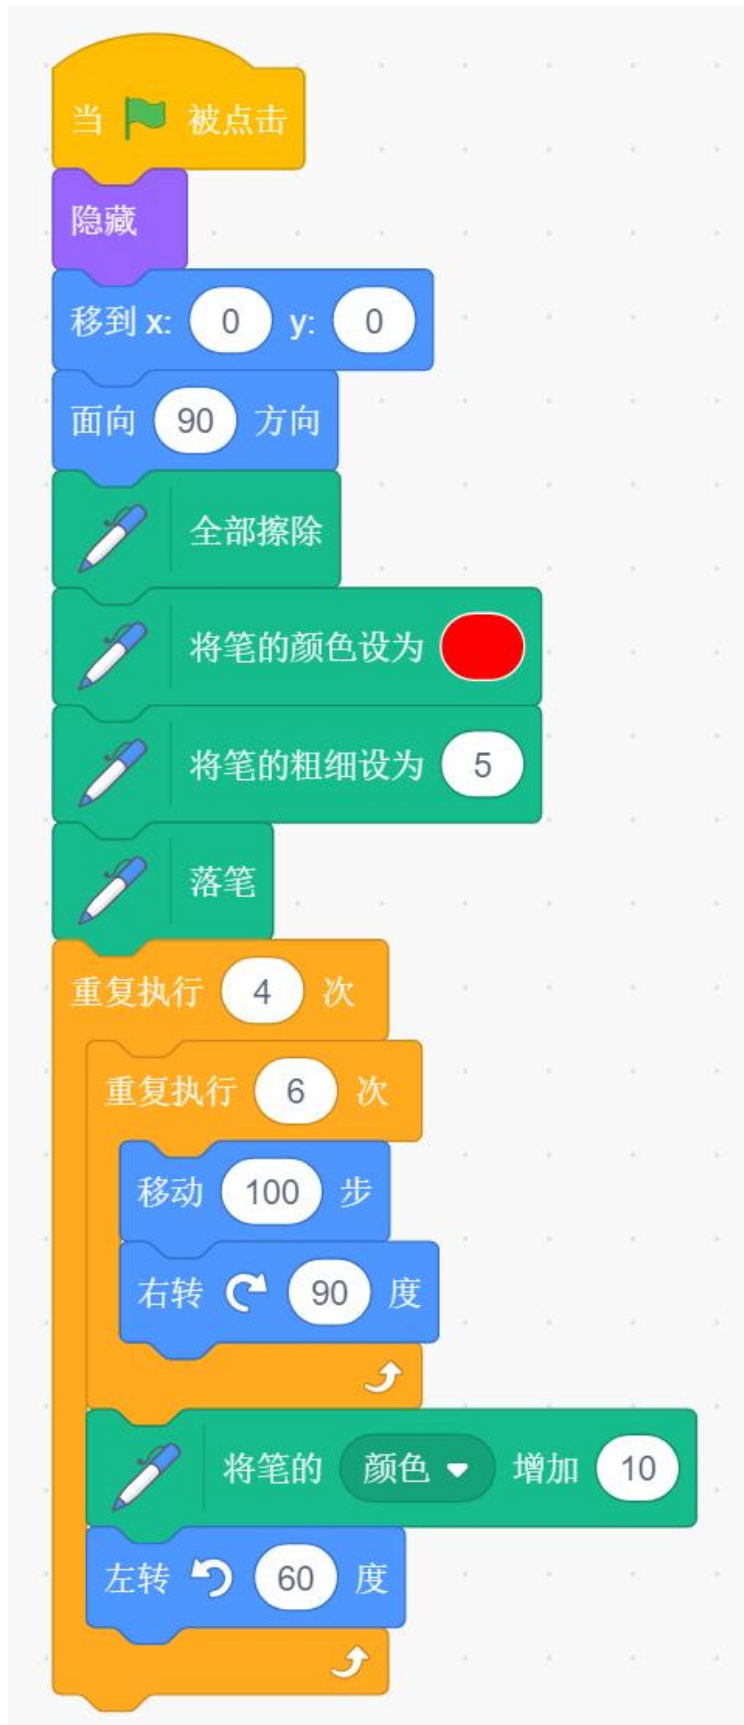 当 被点击
隐藏
移到 x: 0 y: 0
面向 90 方向
全部擦除
将笔的颜色设为
将笔的粗细设为 5
落笔
重复执行 4 次
重复执行 6 次
移动 100 步
右转 90 度
将笔的 颜色 增加 10
左转 60 度